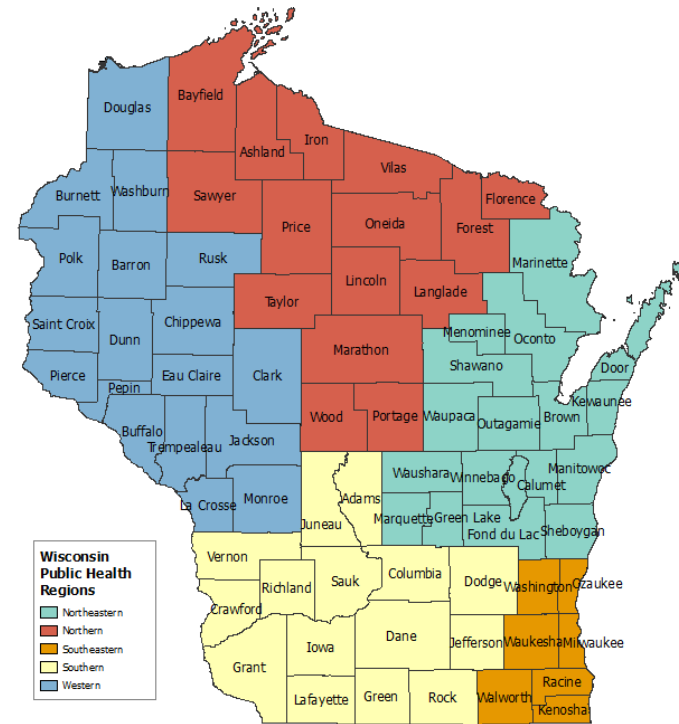 Douglas
Bayfield
Iron
Ashland
Vilas
Burnett
Washburn
Sawyer
Florence
Price
Oneida
Forest
Polk
Barron
Rusk
Marinette
Lincoln
Langlade
Taylor
Saint Croix
Chippewa
Menominee
Oconto
Dunn
Marathon
Shawano
Door
Pierce
Eau Claire
Clark
Pepin
Kewaunee
Wood
Portage
Waupaca
Outagamie
Brown
Buffalo
Trempealeau
Jackson
Waushara
Winnebago
Manitowoc
Calumet
Adams
La Crosse
Monroe
Juneau
Marquette
Green Lake
Fond du Lac
Sheboygan
Vernon
Wisconsin
Public Health
Regions
Northeastern
Northern
Southeastern
Southern
Western
Richland
Sauk
Columbia
Dodge
Washington
Ozaukee
Crawford
Iowa
Dane
Jefferson
Waukesha
Milwaukee
Grant
Lafayette
Green
Rock
Walworth
Racine
Kenosha